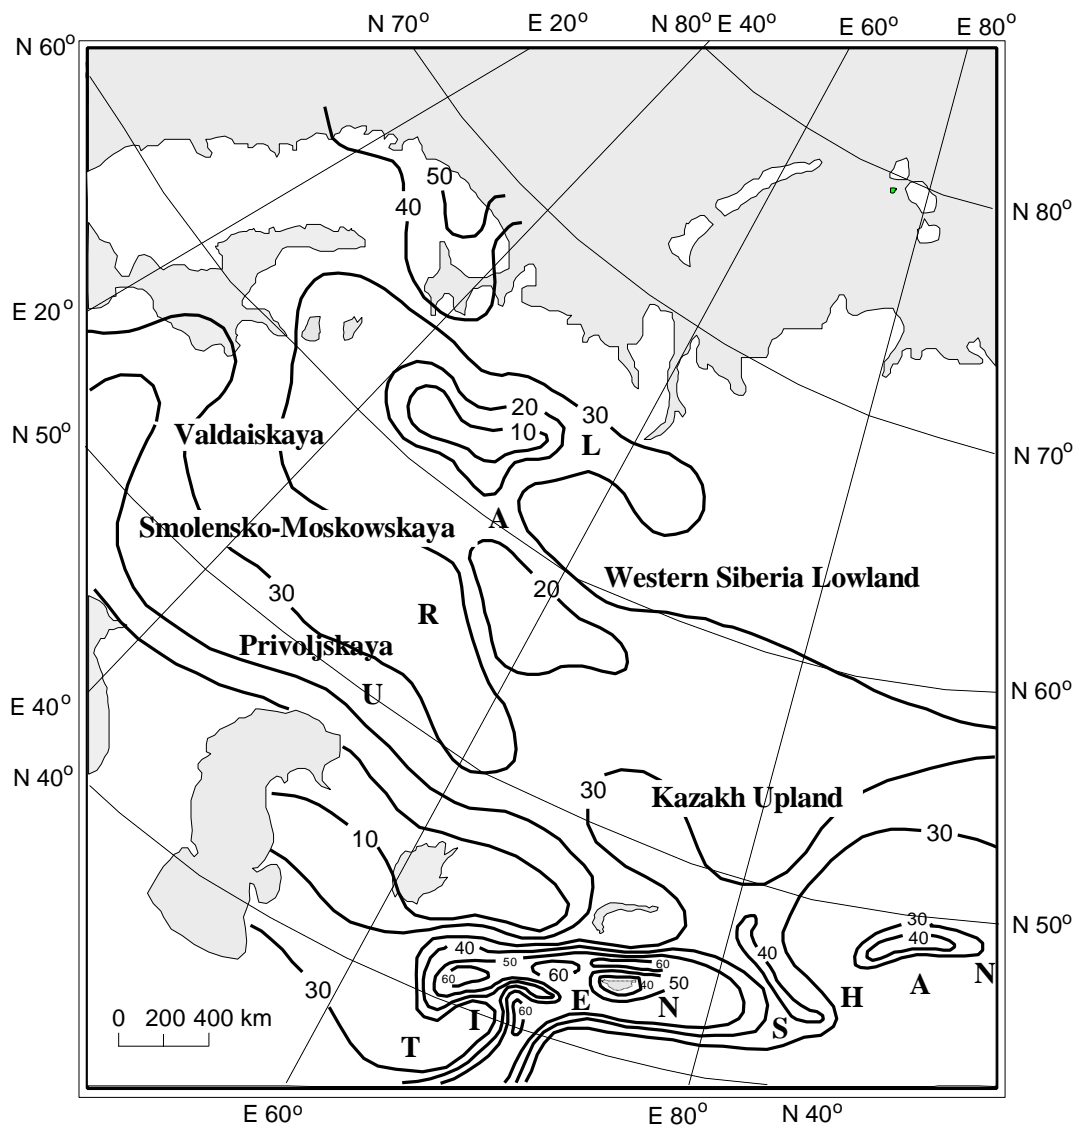 N 70° E 20° N 80° E 40° E 60° E 80°
N 60°
50
40
N 80°
E 20°
20 30
10
N 50° Valdaiskaya L
N 70°
A
Smolensko-Moskowskaya
Western Siberia Lowland
20
30
R
Privoljskaya
U
N 60°
E 40°
N 40°
30 Kazakh Upland
10 30
30
N 50°
40 40
40 50 60
60 60 40 50
A N
30 H
E N
60
I S
0 200 400 km
T
E 60° E 80° N 40°